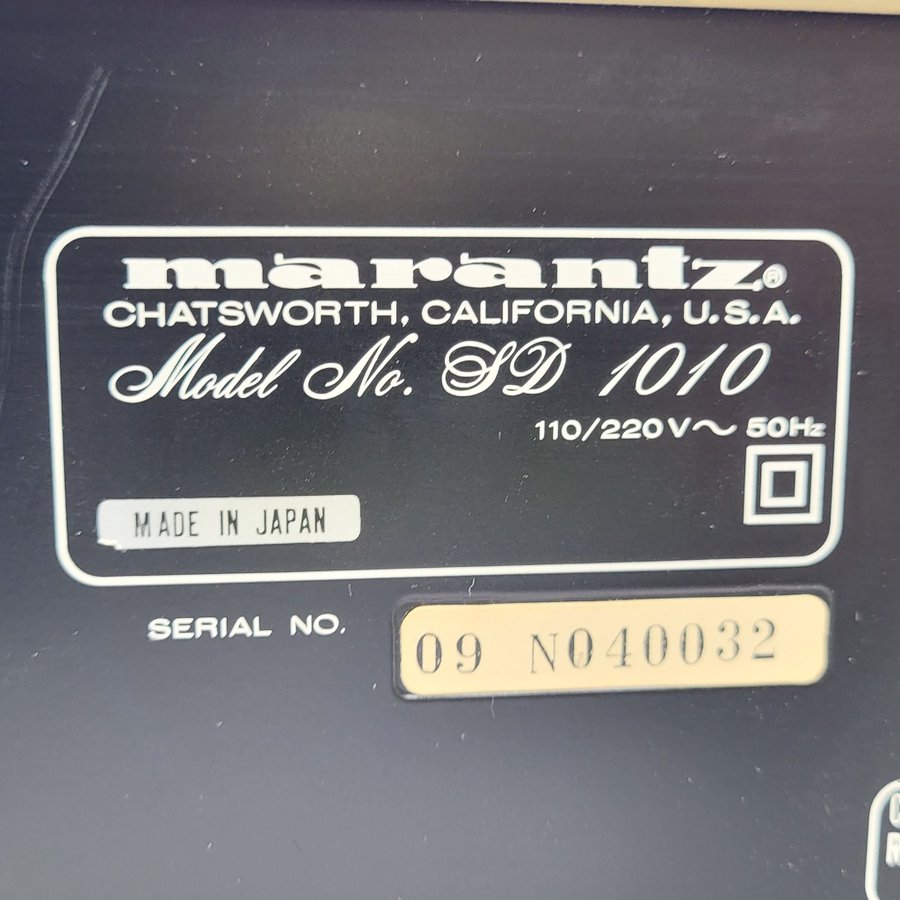 marantz®
CHATSWORTH, CALIFORNIA, U.S.A.
Model No. SD 1010
110/220V~ 50Hz
MADE IN JAPAN
SERIAL NO. 09 N040032